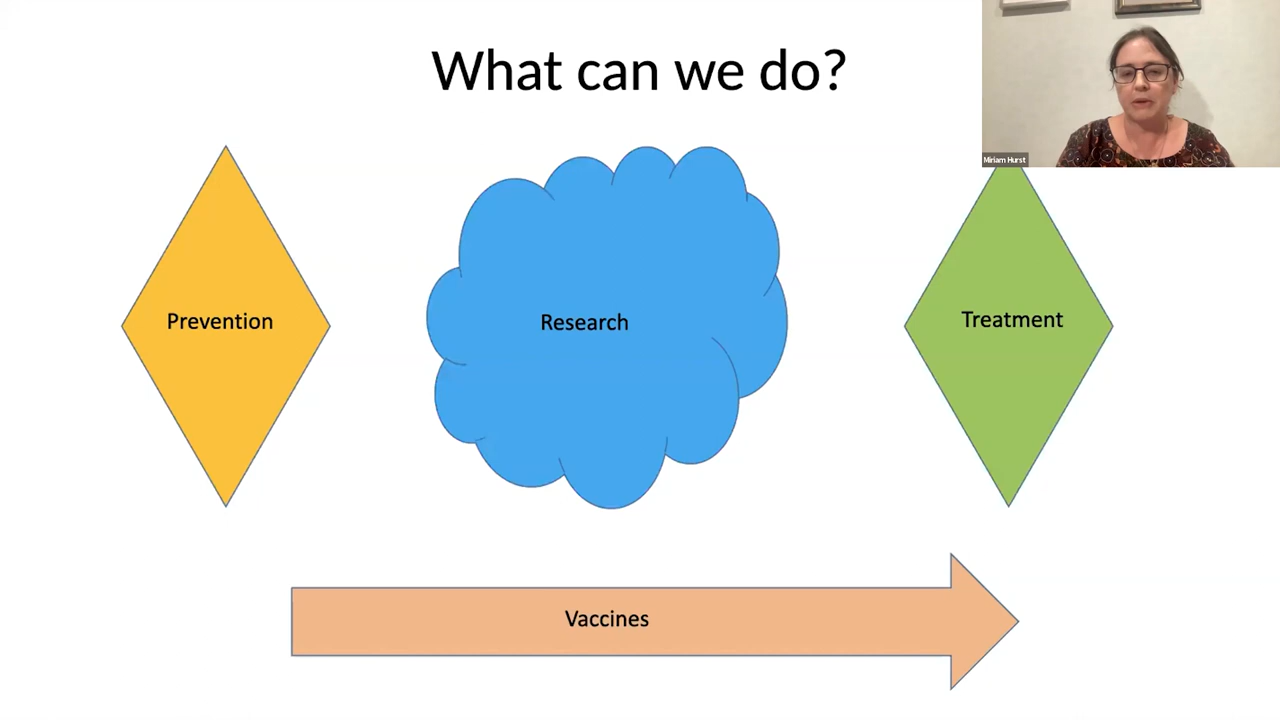 What can we do?
Miriam Hurst
Prevention
Research
Treatment
Vaccines